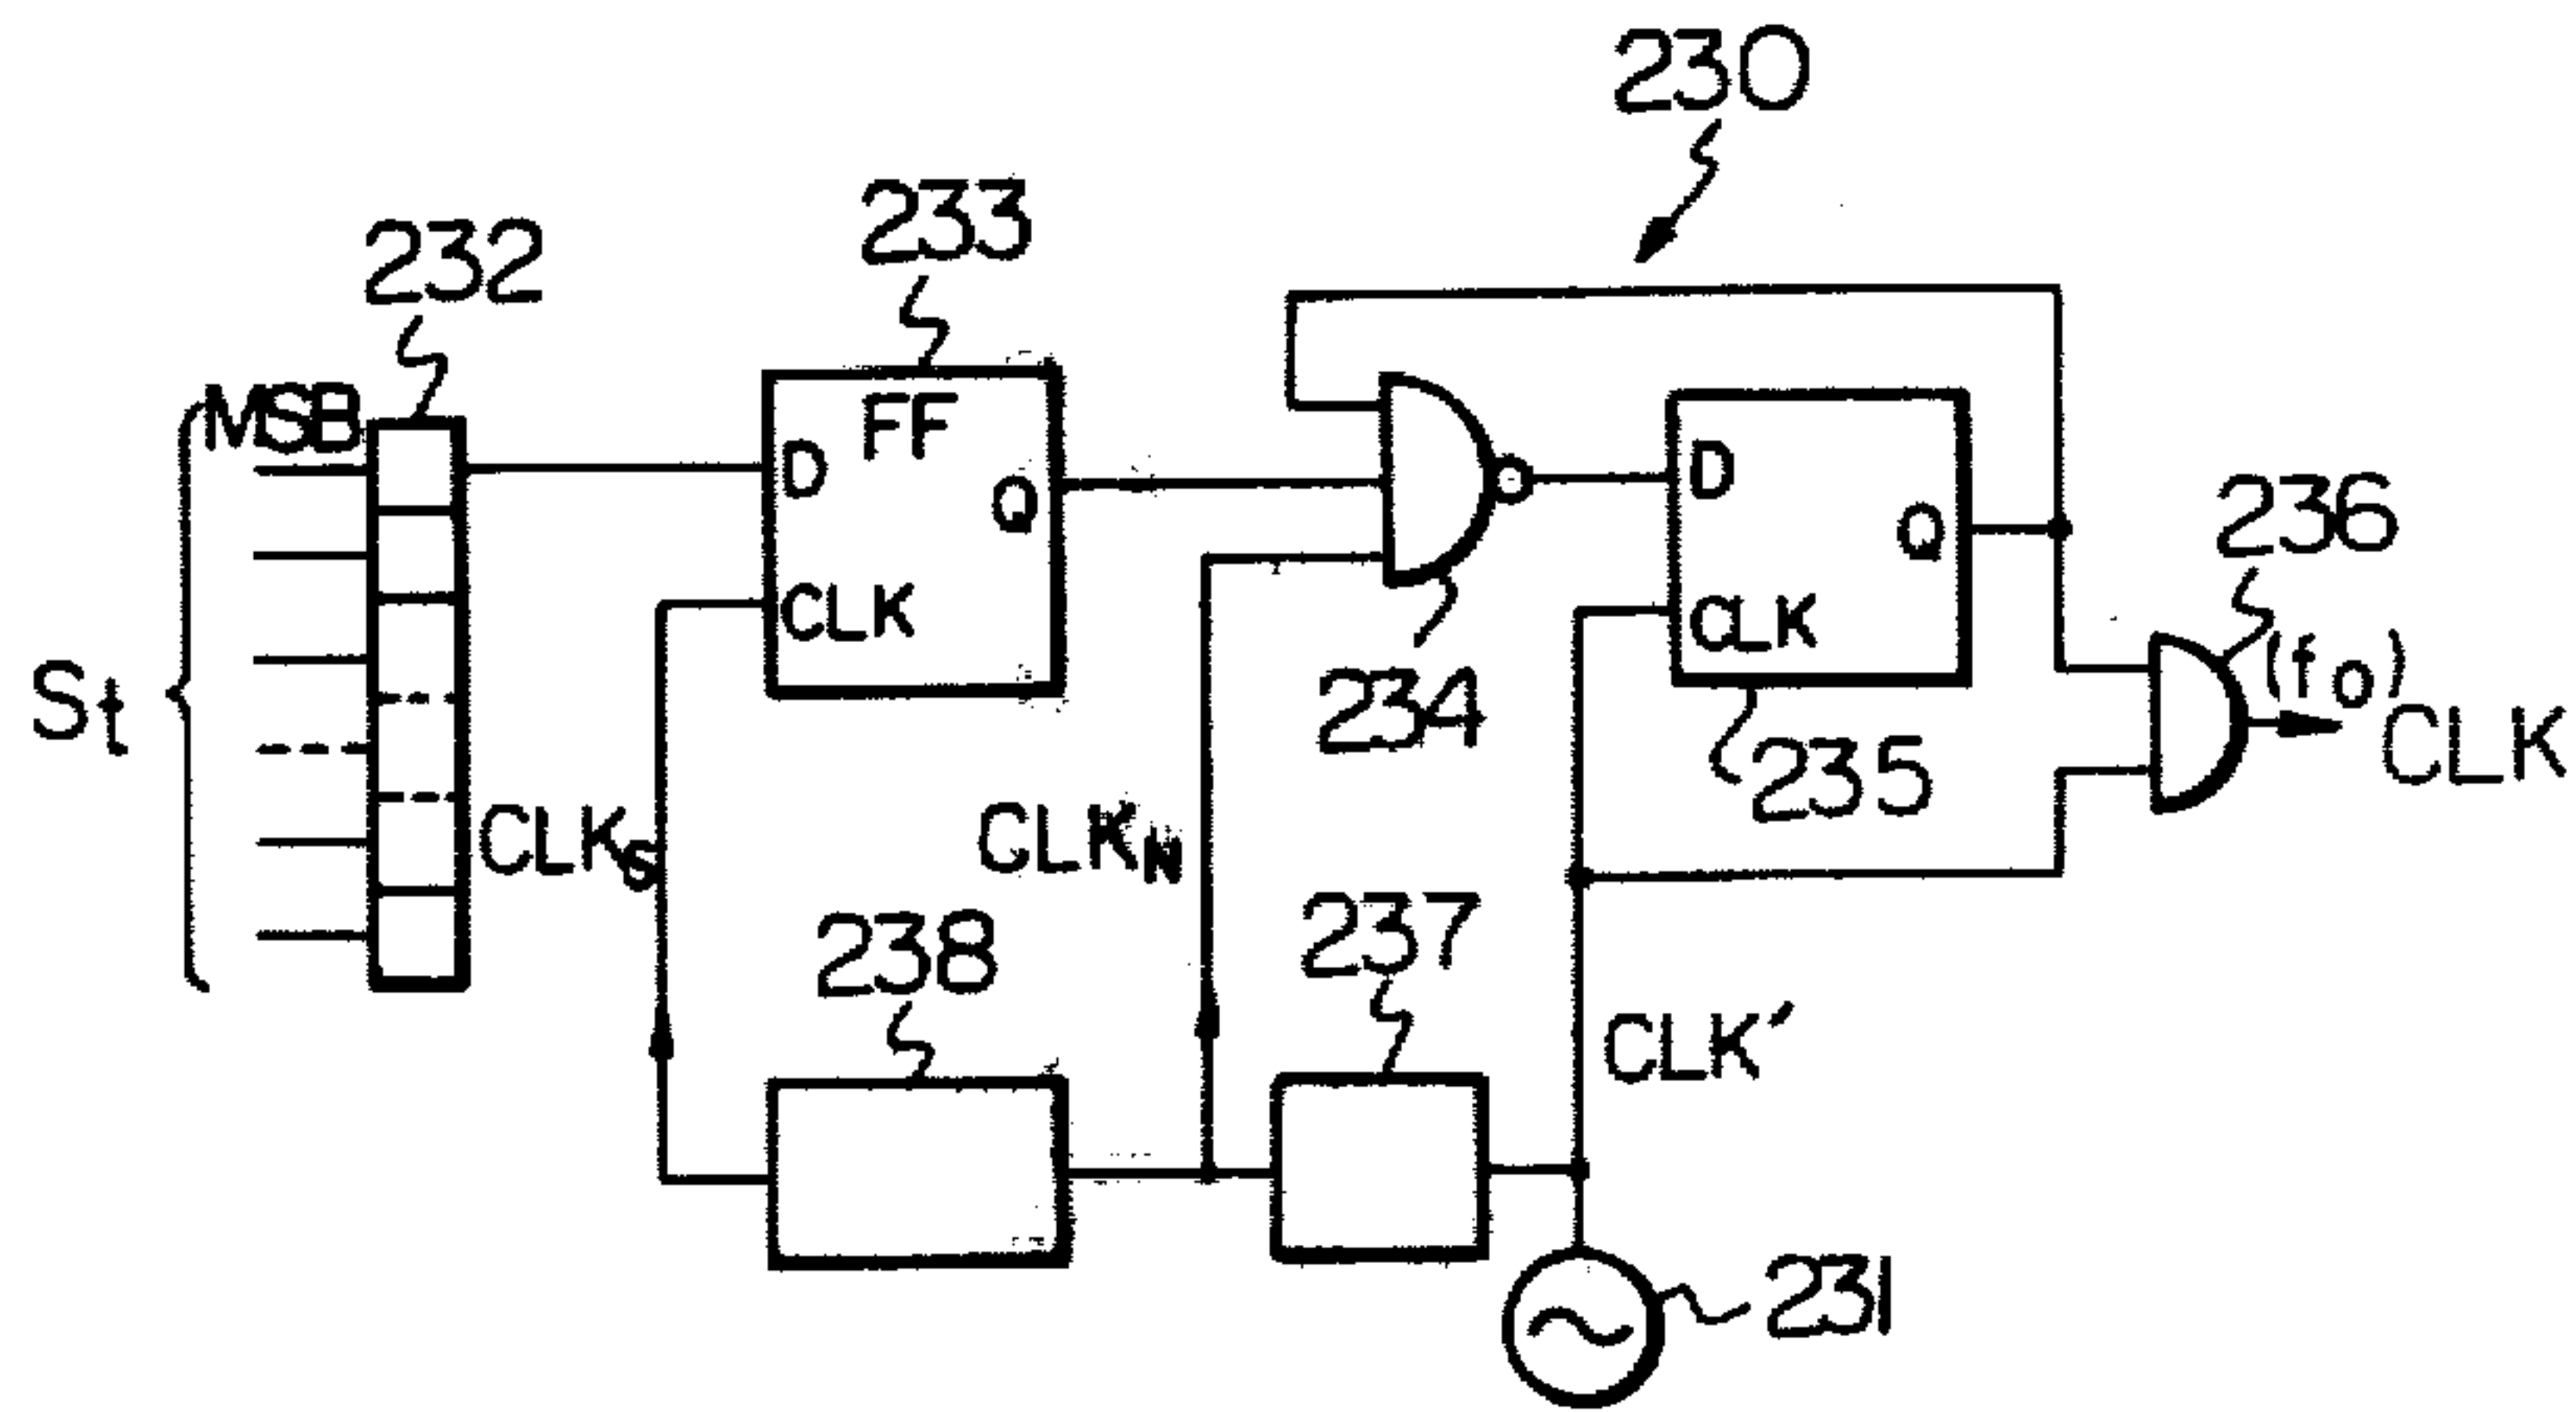 230
233
232
MSB
FF
D
Q
CLK
D
Q
CLK
236
(fo)
CLK
234
235
St
CLKS
CLKN
238
237
CLK'
231